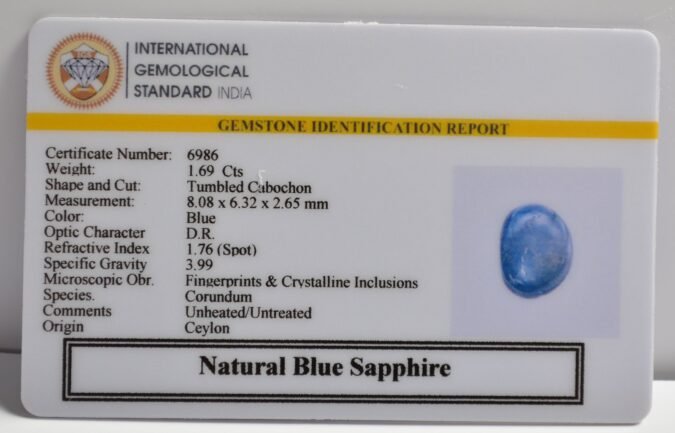 INTERNATIONAL
GEMOLOGICAL
STANDARD INDIA
GEMSTONE IDENTIFICATION REPORT
Certificate Number: 6986
Weight: 1.69 Cts
Shape and Cut: Tumbled Cabochon
Measurement: 8.08 x 6.32 x 2.65 mm
Color: Blue
Optic Character D.R.
Refractive Index 1.76 (Spot)
Specific Gravity 3.99
Microscopic Obr. Fingerprints & Crystalline Inclusions
Species. Corundum
Comments Unheated/Untreated
Origin Ceylon
Natural Blue Sapphire